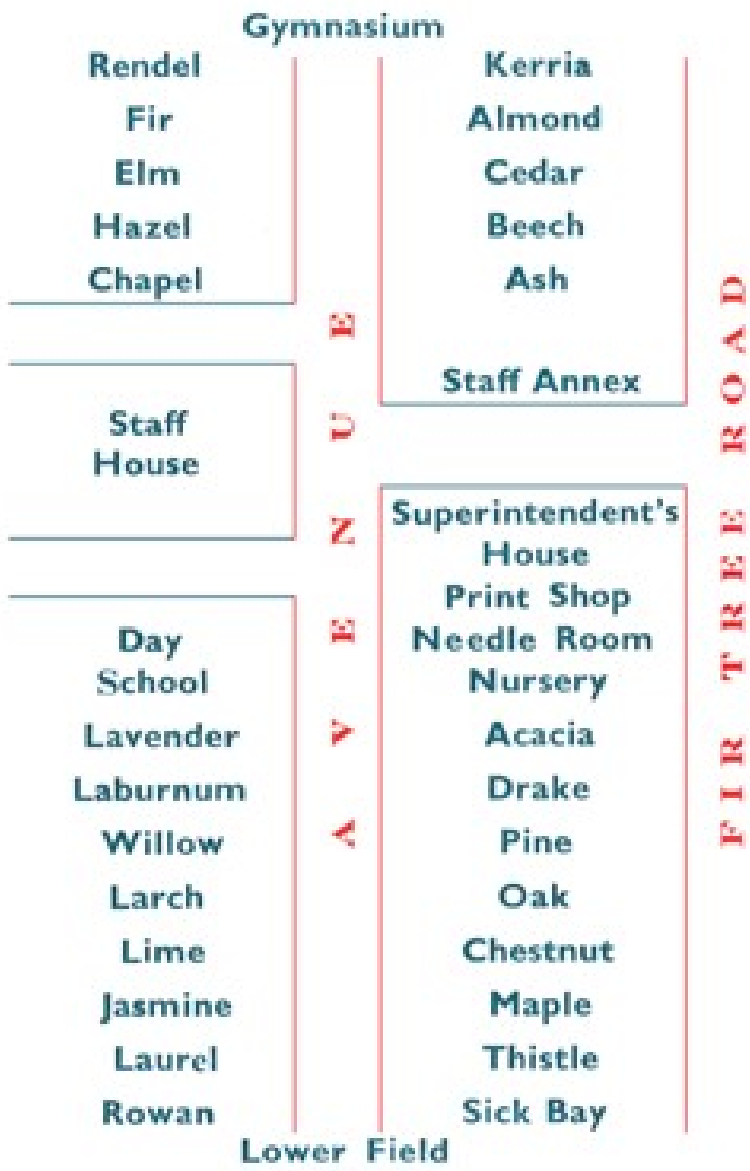 Gymnasium
Rendel
Fir
Elm
Hazel
Chapel
Staff
House
Day
School
Lavender
Laburnum
Willow
Larch
Lime
Jasmine
Laurel
Rowan
AVENUE
Kerria
Almond
Cedar
Beech
Ash
Staff Annex
Superintendent's
House
Print Shop
Needle Room
Nursery
Acacia
Drake
Pine
Oak
Chestnut
Maple
Thistle
Sick Bay
FIR TREE ROAD
Lower Field